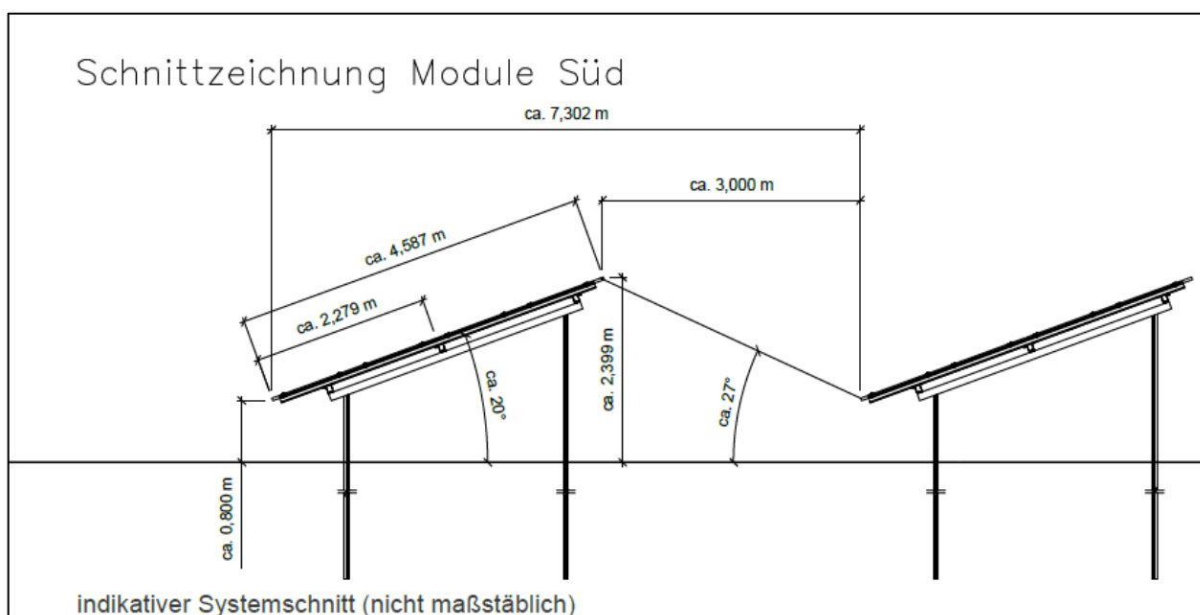 Schnittzeichnung Module Süd
ca. 7,302 m
ca. 3,000 m
ca. 4,587 m
ca. 2,279 m
ca. 20°
ca. 2,399 m
ca. 27°
ca. 0,800 m
indikativer Systemschnitt (nicht maßstäblich)